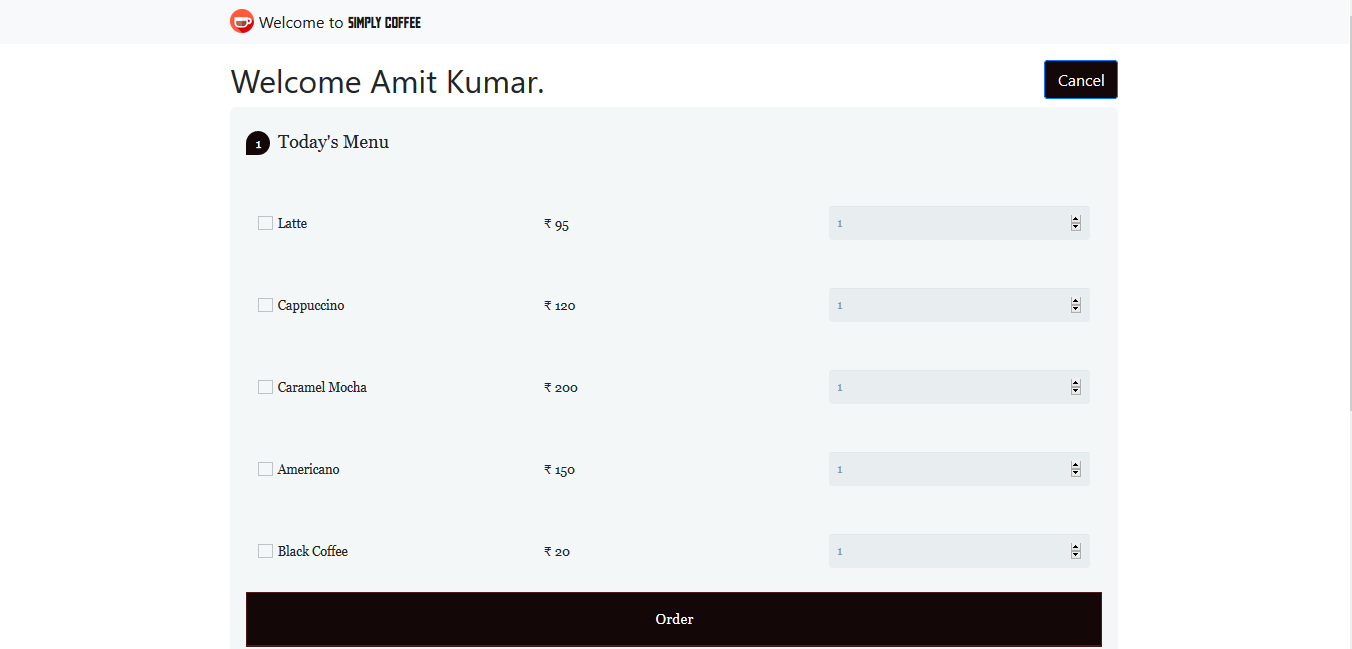 Welcome to SIMPLY COFFEE
Welcome Amit Kumar.
Cancel
1 Today's Menu
Latte ₹ 95 1
Cappuccino ₹ 120 1
Caramel Mocha ₹ 200 1
Americano ₹ 150 1
Black Coffee ₹ 20 1
Order